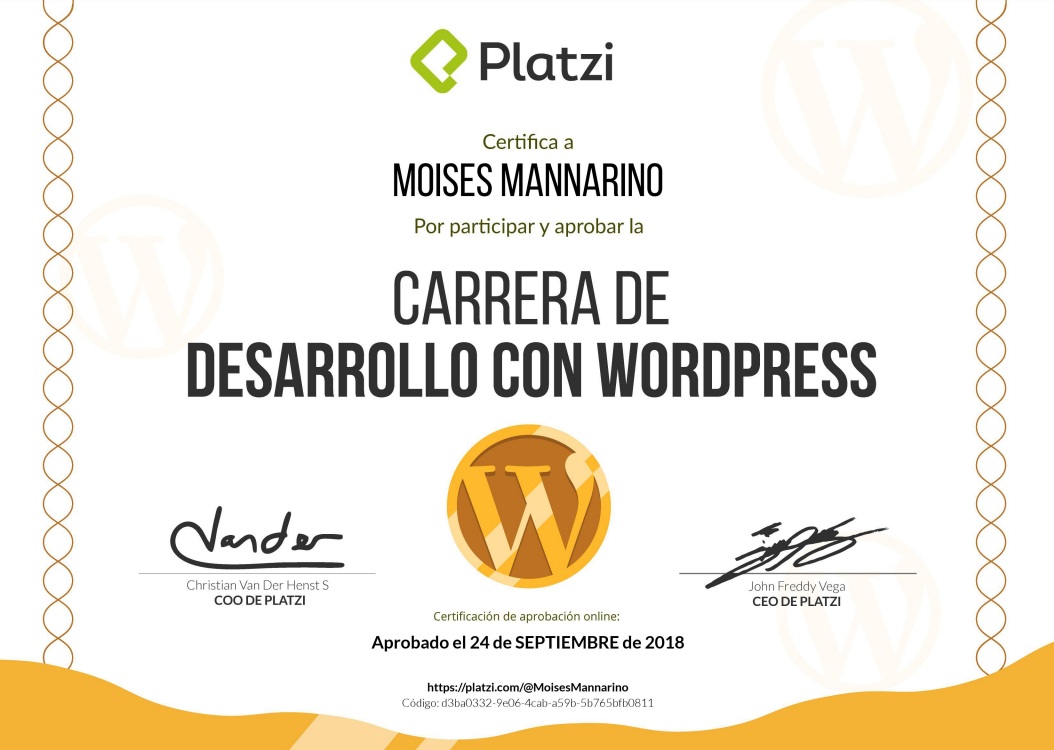 Platzi
Certifica a
MOISES MANNARINO
Por participar y aprobar la
CARRERA DE
DESARROLLO CON WORDPRESS
Vander
Christian Van Der Henst S
COO DE PLATZI
John Freddy Vega
CEO DE PLATZI
Certificación de aprobación online:
Aprobado el 24 de SEPTIEMBRE de 2018
https://platzi.com/@MoisesMannarino
Código: d3ba0332-9e06-4cab-a59b-5b765bfb0811